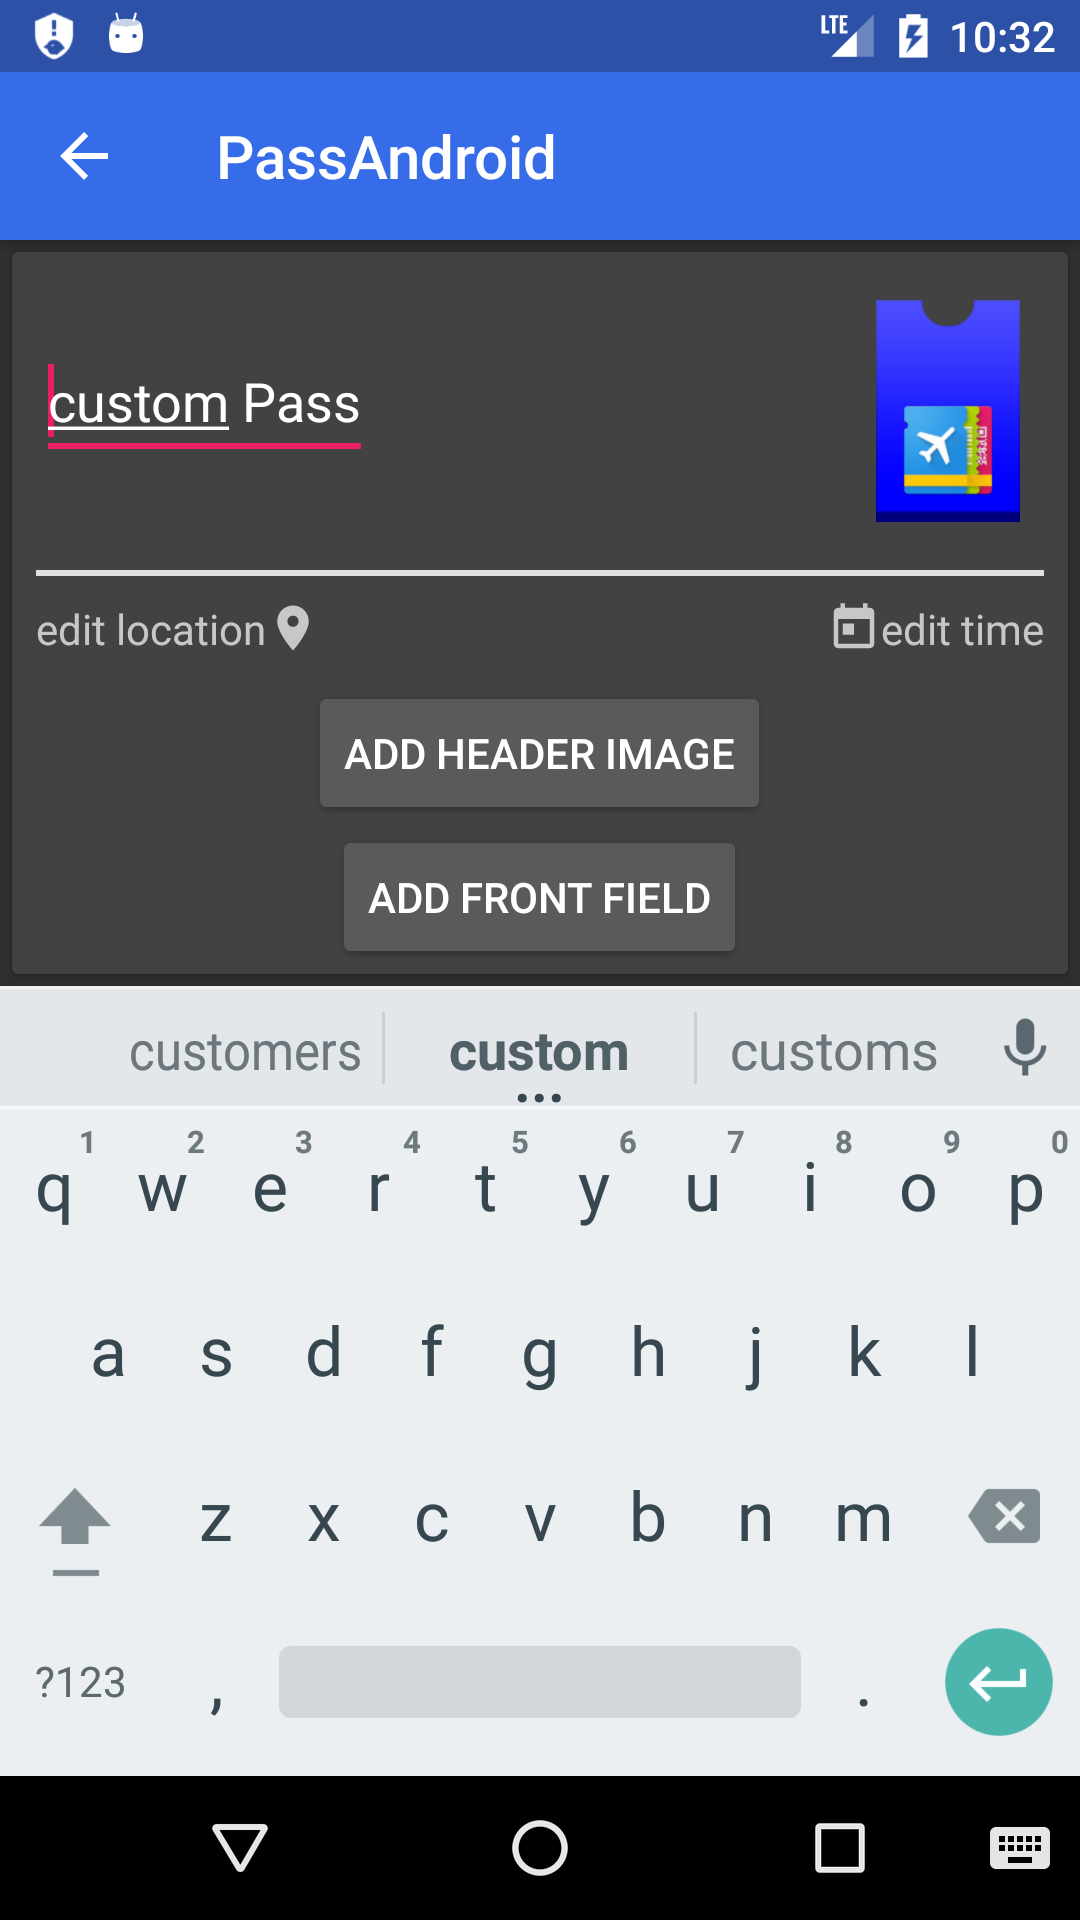 LTE 10:32
PassAndroid
custom Pass
edit location edit time
ADD HEADER IMAGE
ADD FRONT FIELD
customers custom customs
1 2 3 4 5 6 7 8 9 0
q w e r t y u i o p
a s d f g h j k l
z x c v b n m
?123 , .